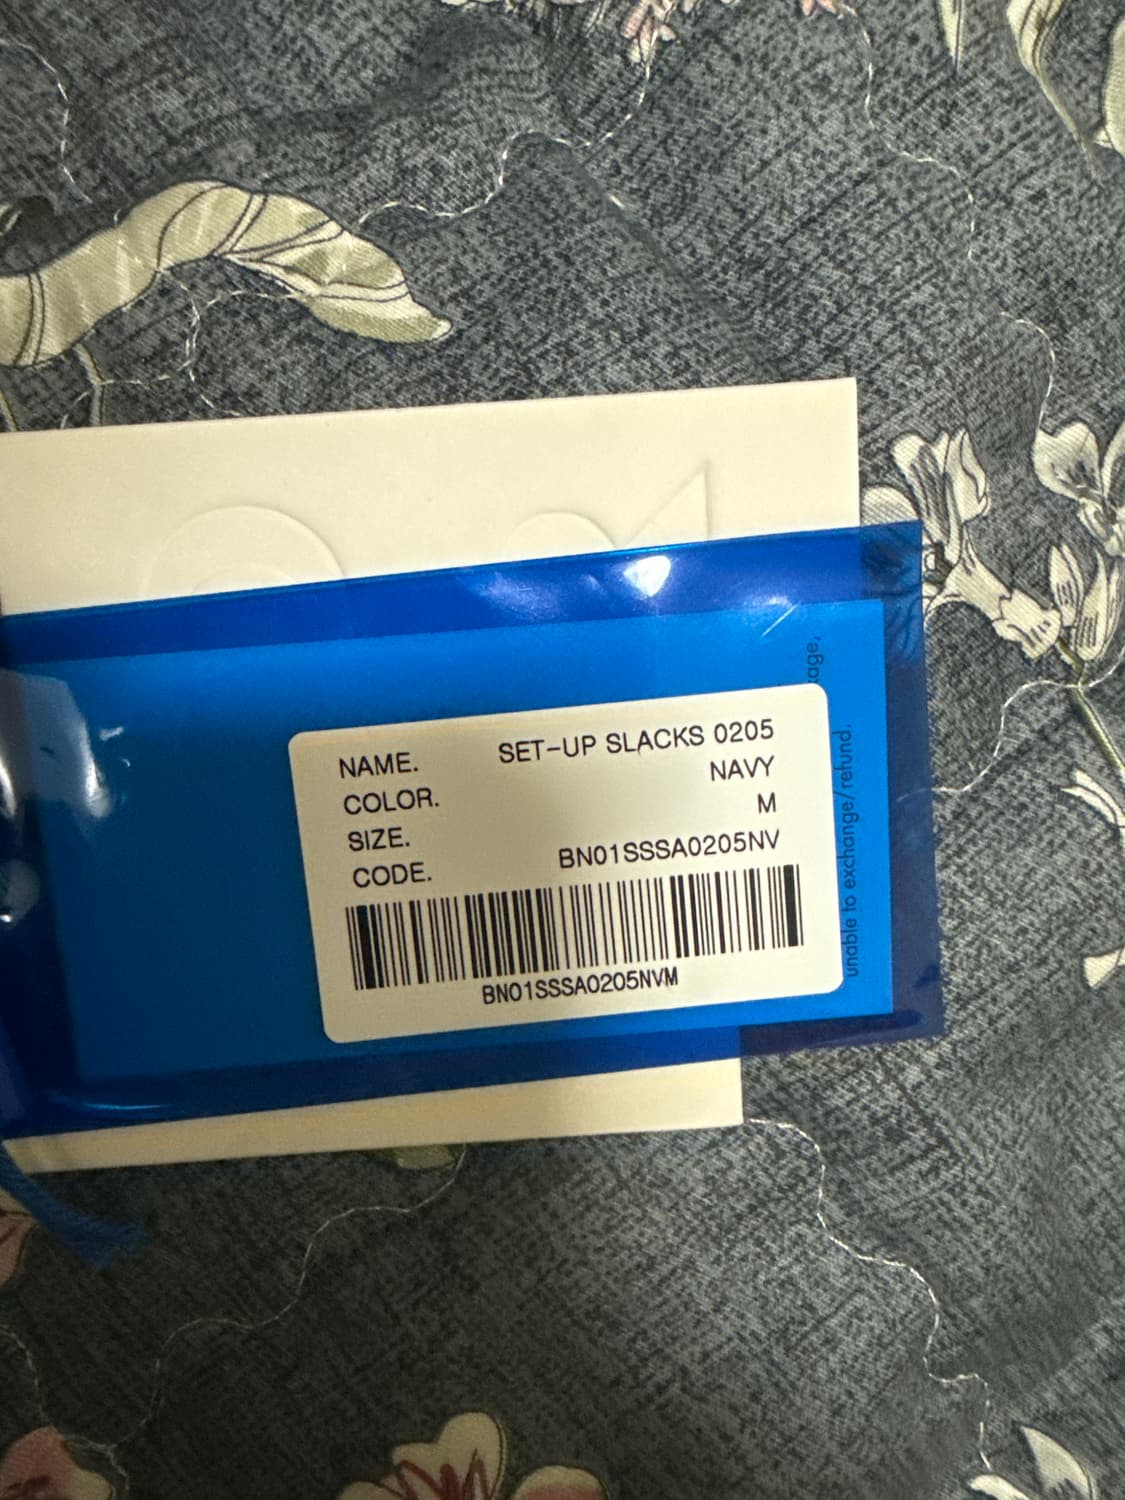 NAME. SET-UP SLACKS 0205
COLOR. NAVY
SIZE. M
CODE. BN01SSSA0205NV
BN01SSSA0205NVM
unable to exchange/refund.